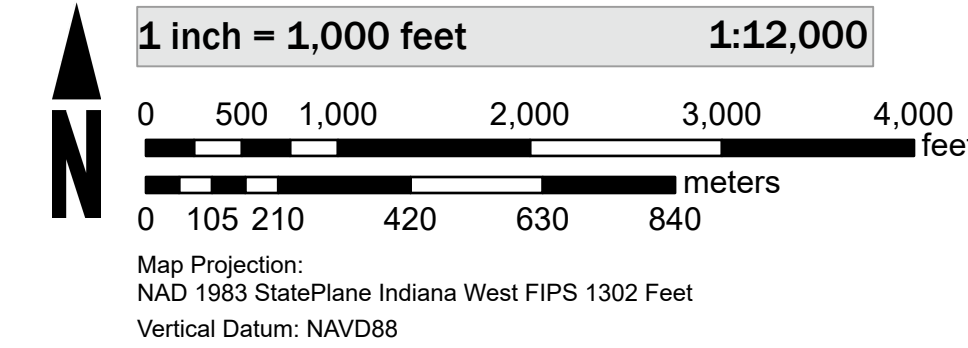 1 inch = 1,000 feet 1:12,000
0 500 1,000 2,000 3,000 4,000
feet
meters
0 105 210 420 630 840
N
Map Projection:
NAD 1983 StatePlane Indiana West FIPS 1302 Feet
Vertical Datum: NAVD88